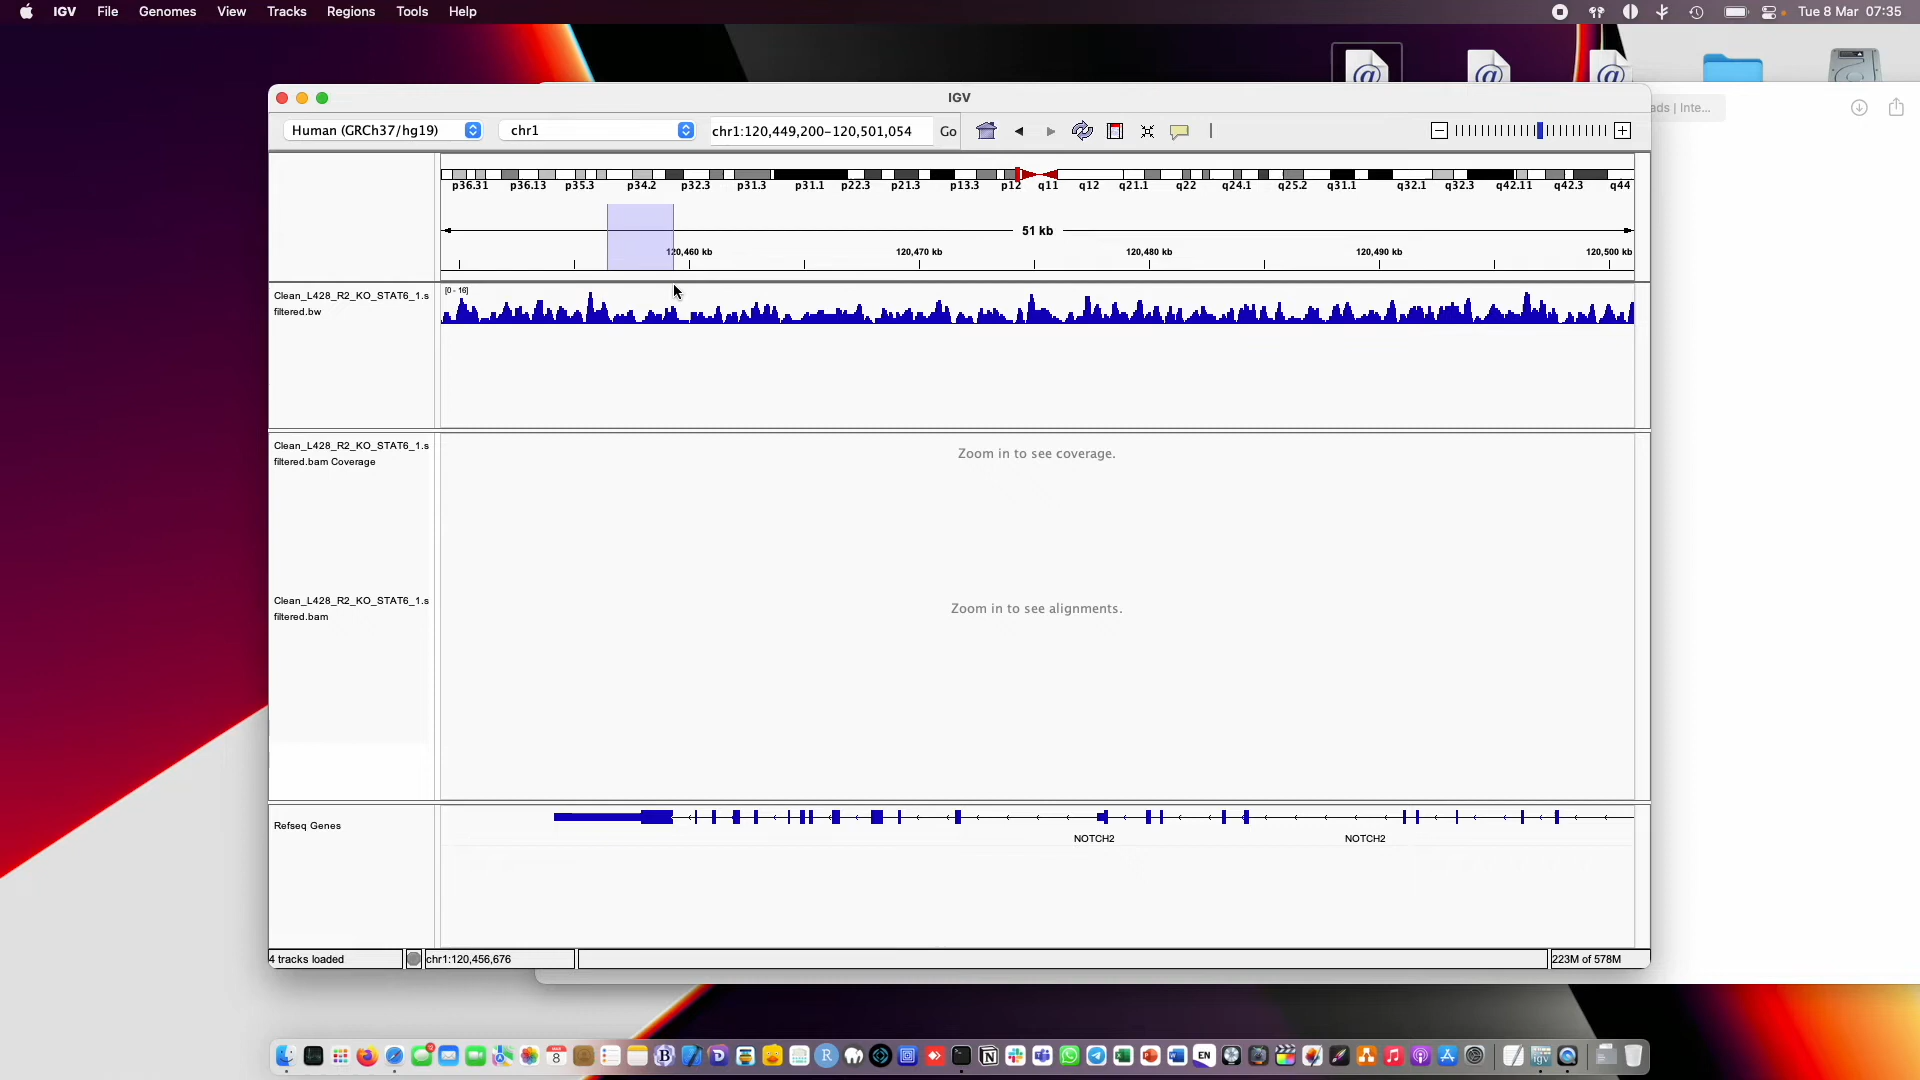 IGV File Genomes View Tracks Regions Tools Help Tue 8 Mar 07:35
IGV
ads | Inte...
Human (GRCh37/hg19) chr1 chr1:120,449,200-120,501,054 Go
p36.31 p36.13 p35.3 p34.2 p32.3 p31.3 p31.1 p22.3 p21.3 p13.3 p12 q11 q12 q21.1 q22 q24.1 q25.2 q31.1 q32.1 q32.3 q42.11 q42.3 q44
51 kb
120,460 kb 120,470 kb 120,480 kb 120,490 kb 120,500 kb
Clean_L428_R2_KO_STAT6_1.s [0 - 16]
filtered.bw
Clean_L428_R2_KO_STAT6_1.s
filtered.bam Coverage
Zoom in to see coverage.
Clean_L428_R2_KO_STAT6_1.s
filtered.bam
Zoom in to see alignments.
Refseq Genes
NOTCH2 NOTCH2
4 tracks loaded chr1:120,456,676 223M of 578M